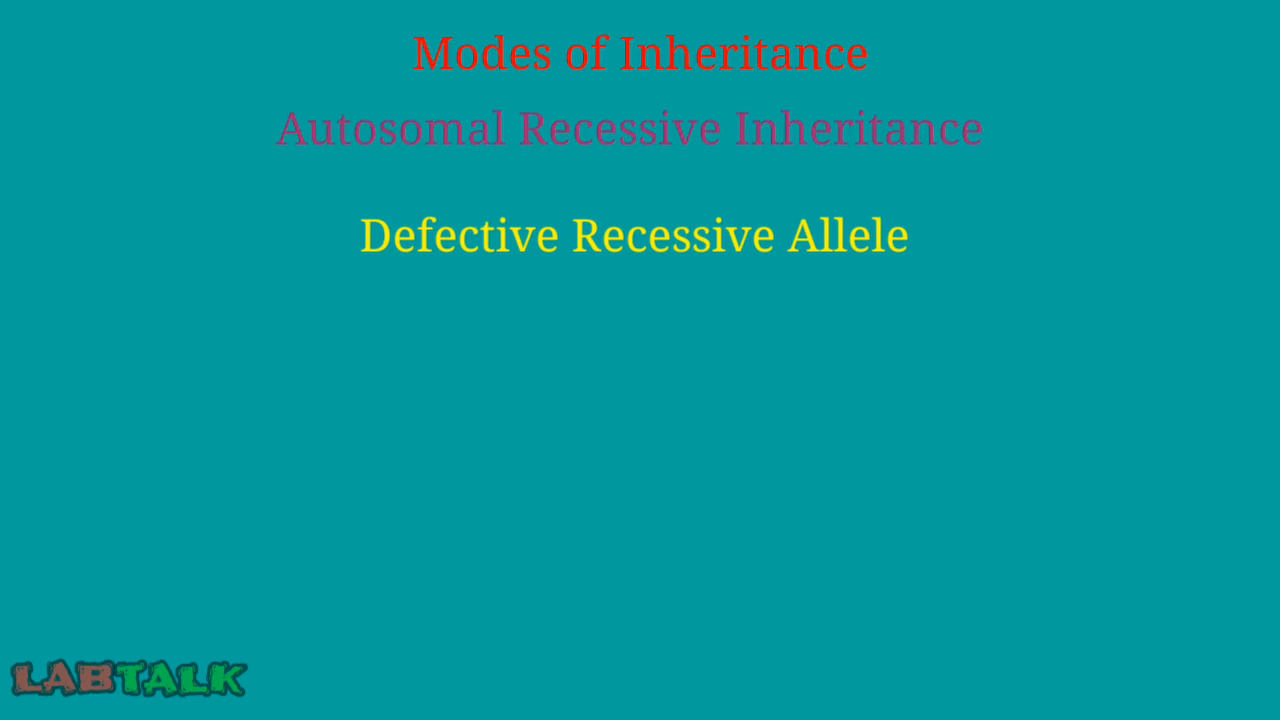 Modes of Inheritance
Autosomal Recessive Inheritance
Defective Recessive Allele
LABTALK